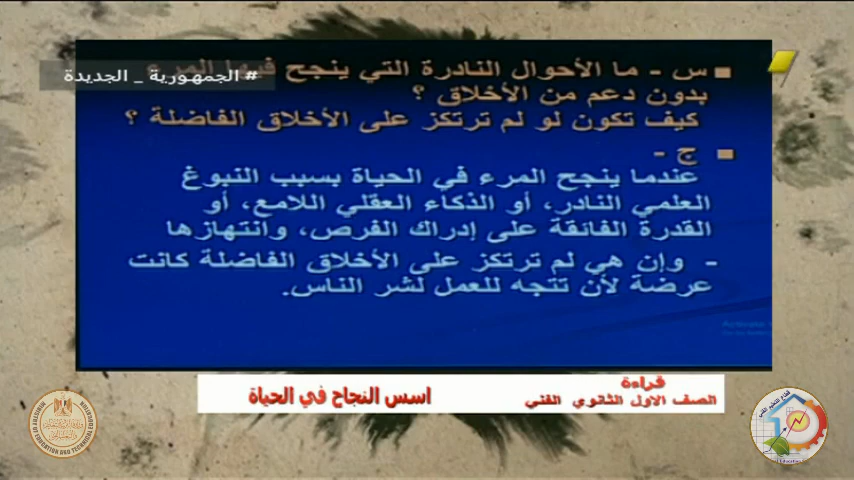 س - ما الأحوال النادرة التي ينجح فيها المرء
# الجمهورية _ الجديدة
بدون دعم من الأخلاق ؟
كيف تكون لو لم ترتكز على الأخلاق الفاضلة ؟
ج -
عندما ينجح المرء في الحياة بسبب النبوغ
العلمي النادر، أو الذكاء العقلي اللامع، أو
القدرة الفائقة على إدراك الفرص، وانتهازها
- وإن هي لم ترتكز على الأخلاق الفاضلة كانت
عرضة لأن تتجه للعمل لشر الناس.
قراءة
الصف الاول الثانوي الفني
اسس النجاح في الحياة